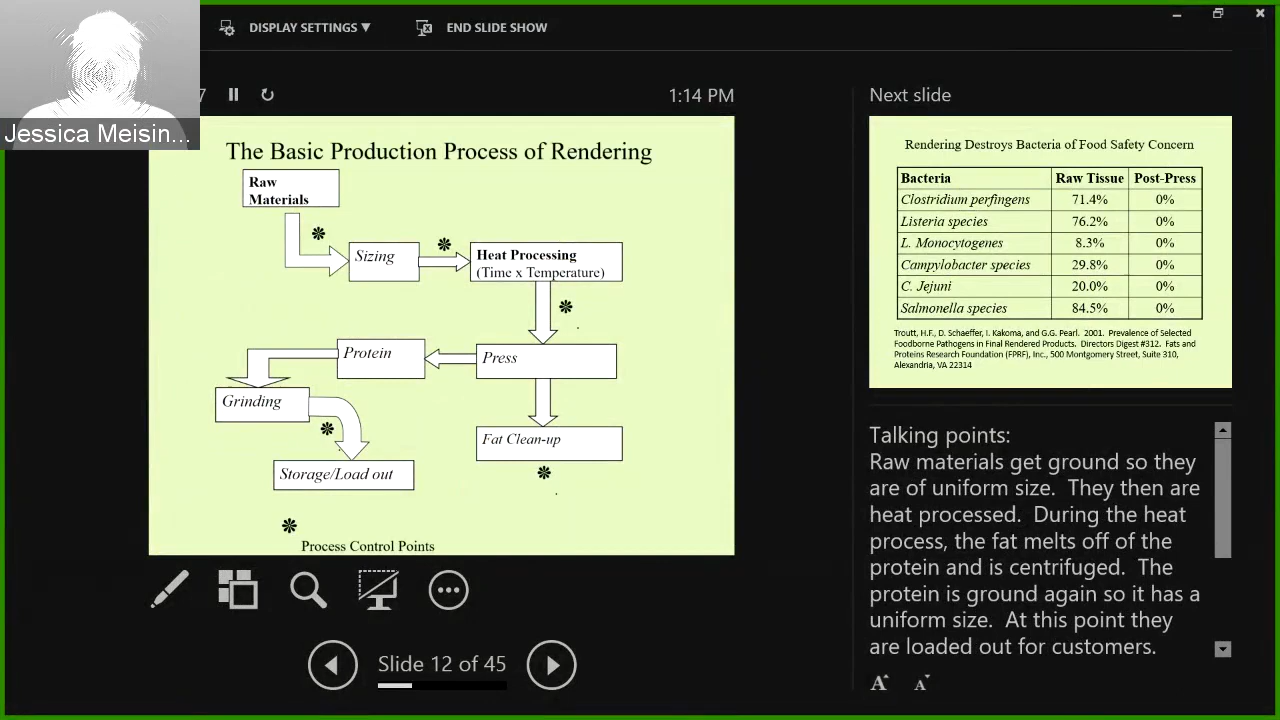 DISPLAY SETTINGS ▼
END SLIDE SHOW
7
1:14 PM
Jessica Meisin...
The Basic Production Process of Rendering
Raw
Materials
Sizing
Heat Processing
(Time x Temperature)
Protein
Press
Grinding
Fat Clean-up
Storage/Load out
Process Control Points
Slide 12 of 45
Next slide
Rendering Destroys Bacteria of Food Safety Concern
Bacteria Raw Tissue Post-Press
Clostridium perfingens 71.4% 0%
Listeria species 76.2% 0%
L. Monocytogenes 8.3% 0%
Campylobacter species 29.8% 0%
C. Jejuni 20.0% 0%
Salmonella species 84.5% 0%
Troutt, H.F., D. Schaeffer, I. Kakoma, and G.G. Pearl. 2001. Prevalence of Selected
Foodborne Pathogens in Final Rendered Products. Directors Digest #312. Fats and
Proteins Research Foundation (FPRF), Inc., 500 Montgomery Street, Suite 310,
Alexandria, VA 22314
Talking points:
Raw materials get ground so they
are of uniform size. They then are
heat processed. During the heat
process, the fat melts off of the
protein and is centrifuged. The
protein is ground again so it has a
uniform size. At this point they
are loaded out for customers.
A A